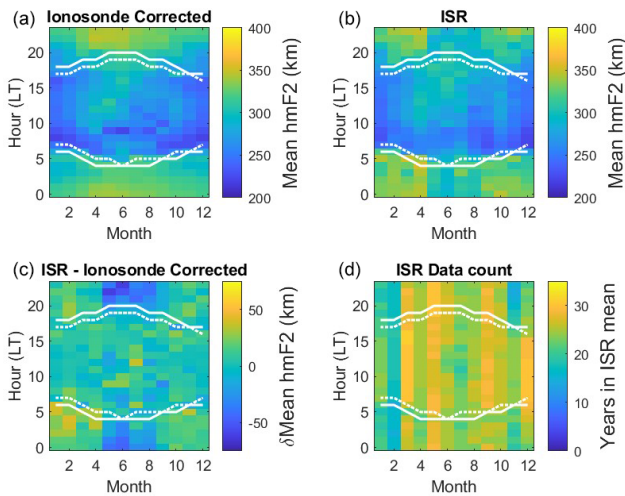 (a) Ionosonde Corrected
20
15
10
5
0
Hour (LT)
2 4 6 8 10 12
Month
400
350
300
250
200
Mean hmF2 (km)
(b) ISR
20
15
10
5
0
Hour (LT)
2 4 6 8 10 12
Month
400
350
300
250
200
Mean hmF2 (km)
(c) ISR - Ionosonde Corrected
20
15
10
5
0
Hour (LT)
2 4 6 8 10 12
Month
50
0
-50
δMean hmF2 (km)
(d) ISR Data count
20
15
10
5
0
Hour (LT)
2 4 6 8 10 12
Month
30
20
10
0
Years in ISR mean